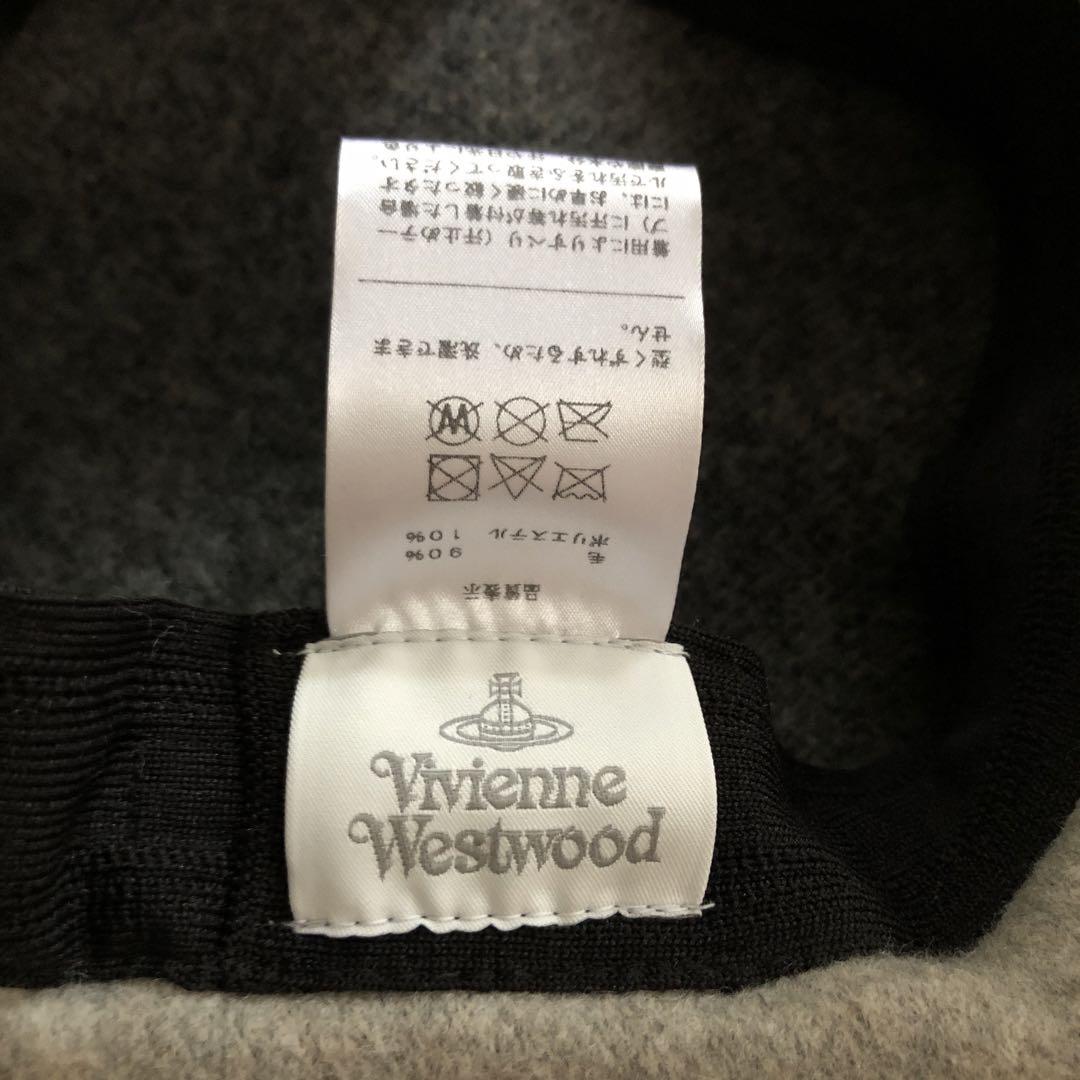 品質表示
毛 90%
ポリエステル 10%
W
型くずれするため、洗濯できま
せん。
着用によりすべり（汗止めテー
プ）に汗汚れ等が付着した場合
には、お早めに硬く絞ったタオ
ルで汚れをふき取ってください。
Vivienne
Westwood